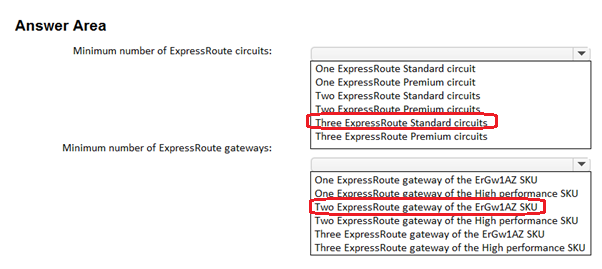 Answer Area
Minimum number of ExpressRoute circuits:
One ExpressRoute Standard circuit
One ExpressRoute Premium circuit
Two ExpressRoute Standard circuits
Two ExpressRoute Premium circuits
Three ExpressRoute Standard circuits
Three ExpressRoute Premium circuits
Minimum number of ExpressRoute gateways:
One ExpressRoute gateway of the ErGw1AZ SKU
One ExpressRoute gateway of the High performance SKU
Two ExpressRoute gateway of the ErGw1AZ SKU
Two ExpressRoute gateway of the High performance SKU
Three ExpressRoute gateway of the ErGw1AZ SKU
Three ExpressRoute gateway of the High performance SKU